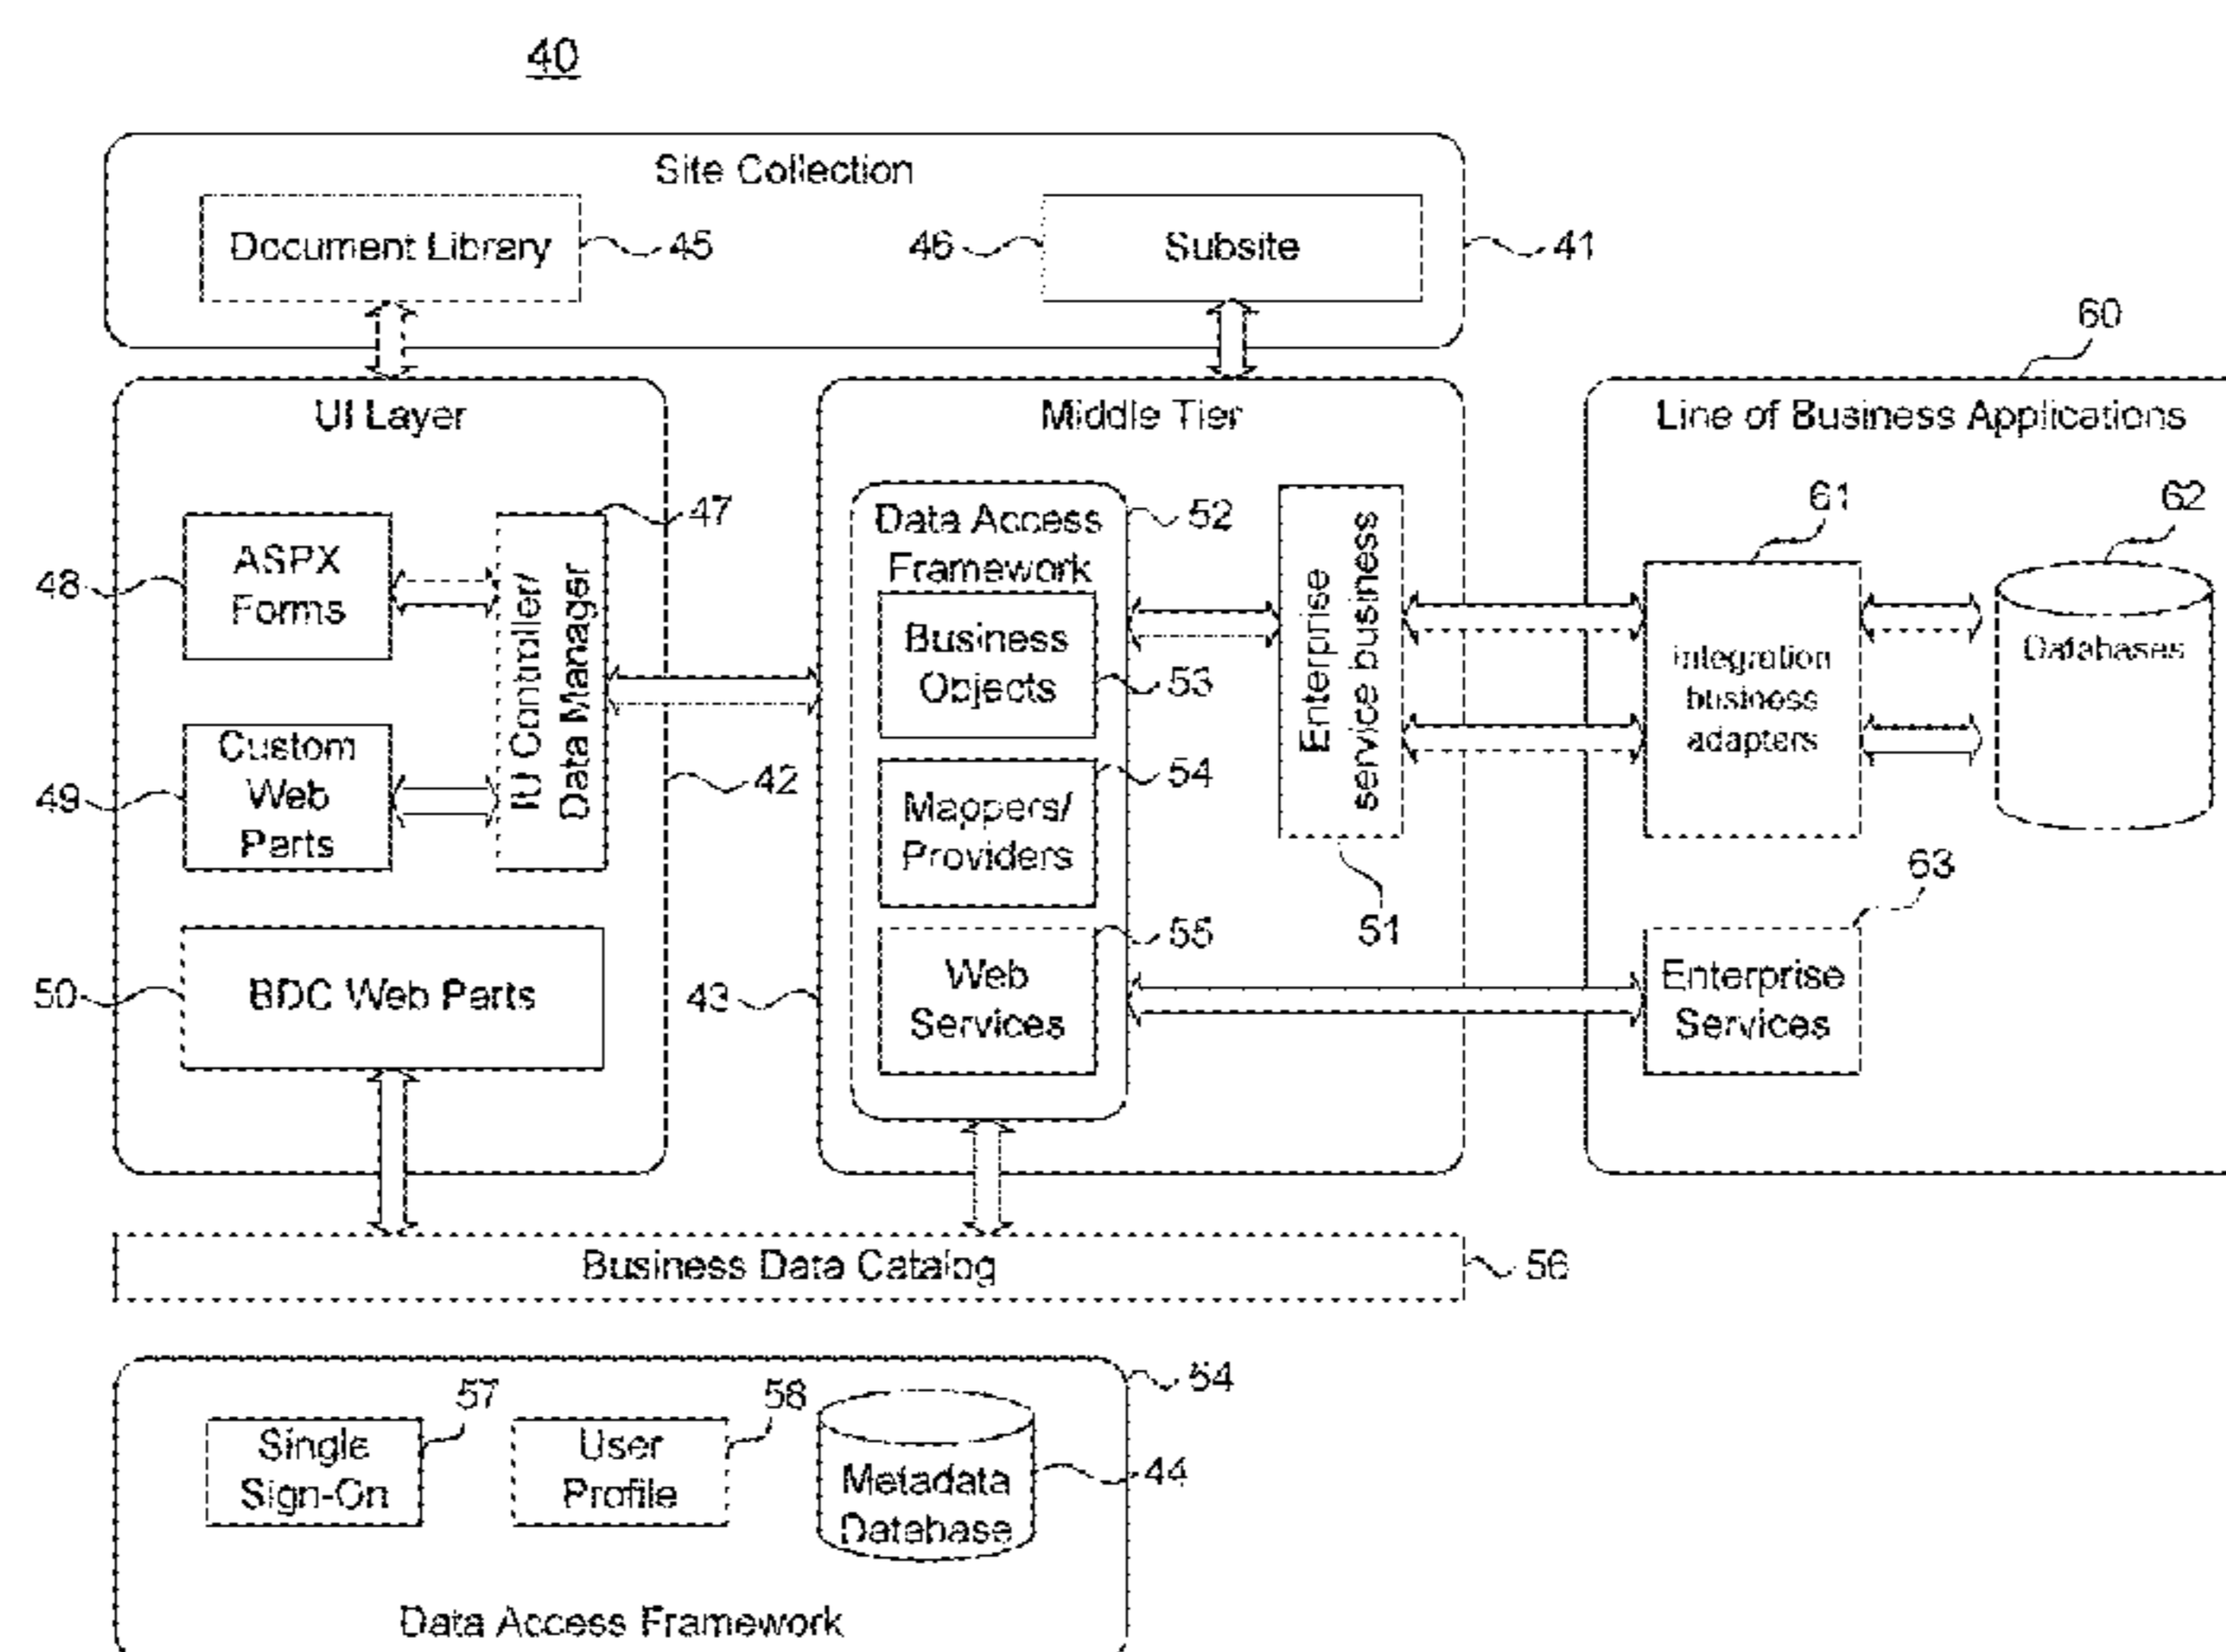 40
Site Collection
Document Library
45
46
Subsite
41
60
UI Layer
Middle Tier
Line of Business Applications
48
ASPX
Forms
47
IU Controller/
Data Manager
49
Custom
Web
Parts
42
50
BDC Web Parts
43
Data Access
Framework
52
Business
Objects
53
54
Mappers/
Providers
55
Web
Services
Enterprise
service business
51
61
integration
business
adapters
62
Databases
63
Enterprise
Services
Business Data Catalog
56
54
57
Single
Sign-On
58
User
Profile
Metadata
Database
44
Data Access Framework